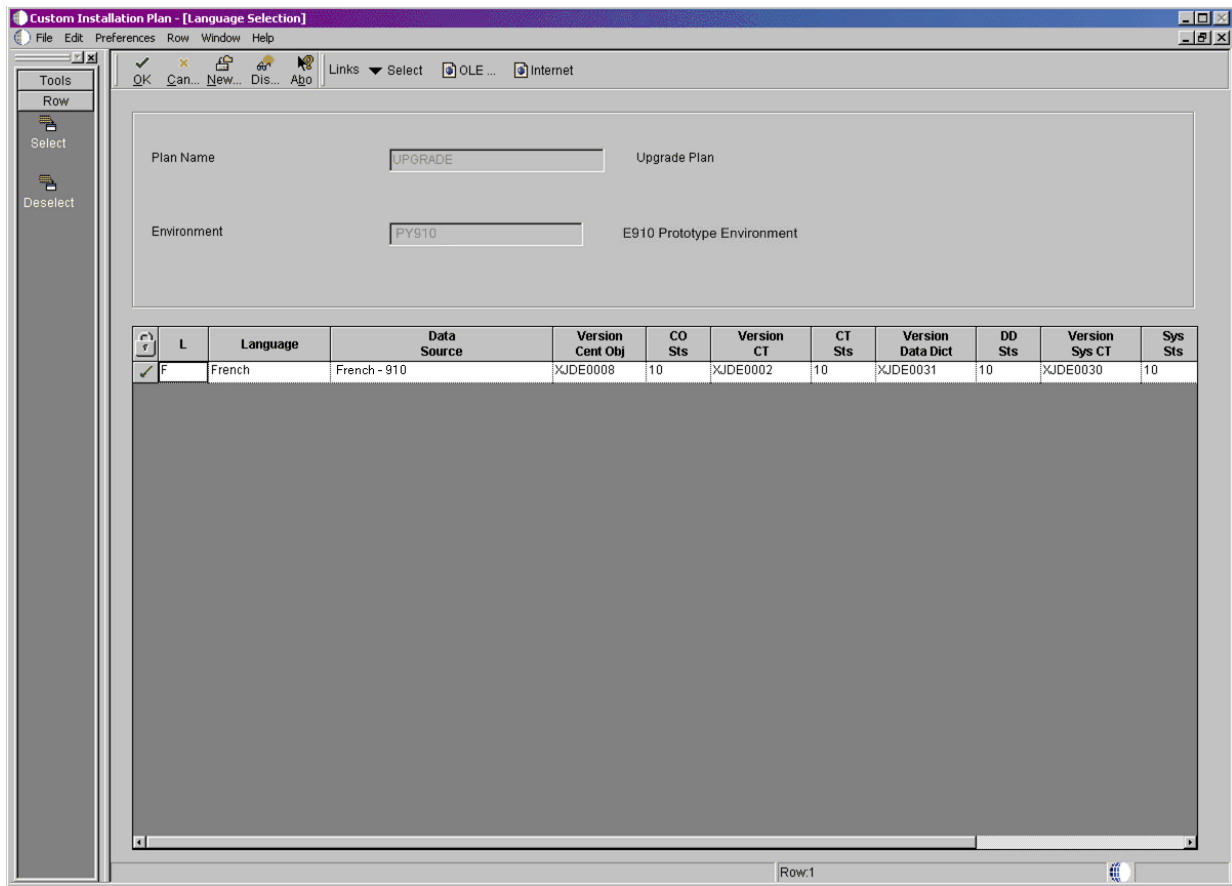 Custom Installation Plan - [Language Selection]
File Edit Preferences Row Window Help
OK Can... New... Dis... Abo Links Select OLE ... Internet
Tools
Row
Select
Deselect
Plan Name UPGRADE Upgrade Plan
Environment PY910 E910 Prototype Environment
L Language Data Source Version Cent Obj CO Sts Version CT CT Sts Version Data Dict DD Sts Version Sys CT Sys Sts
F French French - 910 XJDE0008 10 XJDE0002 10 XJDE0031 10 XJDE0030 10
Row:1